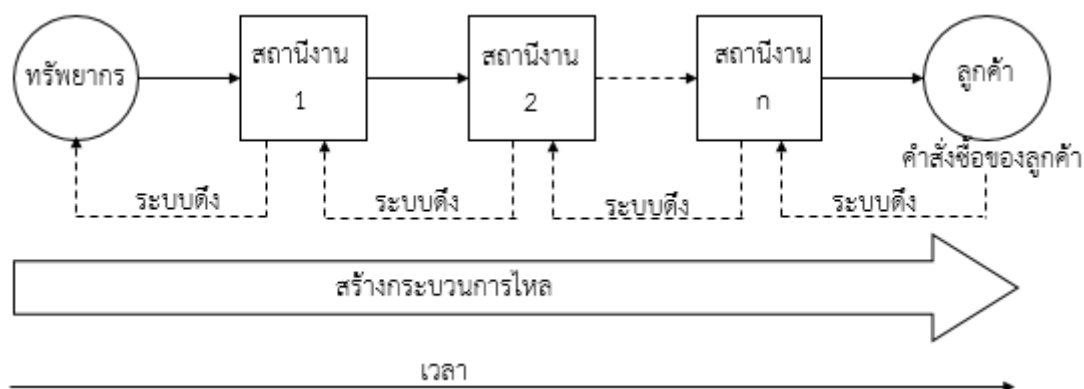 ทรัพยากร
สถานีงาน
1
สถานีงาน
2
สถานีงาน
n
ลูกค้า
คำสั่งซื้อของลูกค้า
ระบบดึง
ระบบดึง
ระบบดึง
ระบบดึง
สร้างกระบวนการไหล
เวลา